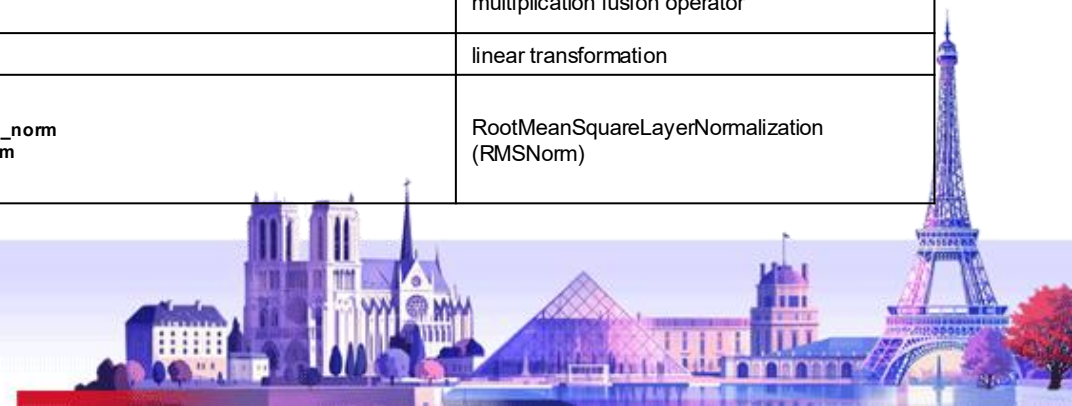 multiplication fusion operator
linear transformation
_norm
m
RootMeanSquareLayerNormalization
(RMSNorm)